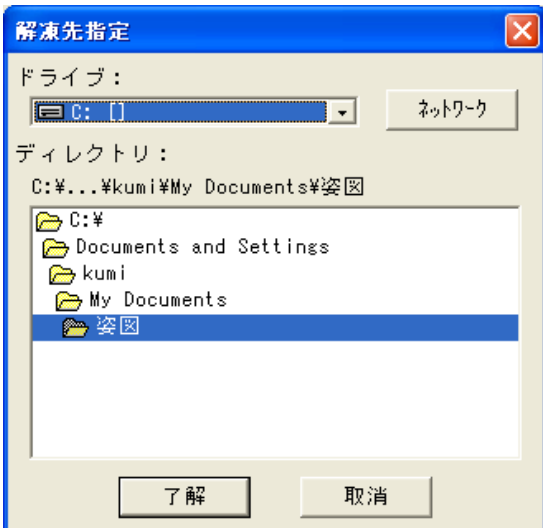 解凍先指定
ドライブ：
C: []
ネットワーク
ディレクトリ：
C:¥...¥kumi¥My Documents¥姿図
C:¥
Documents and Settings
kumi
My Documents
姿図
了解
取消